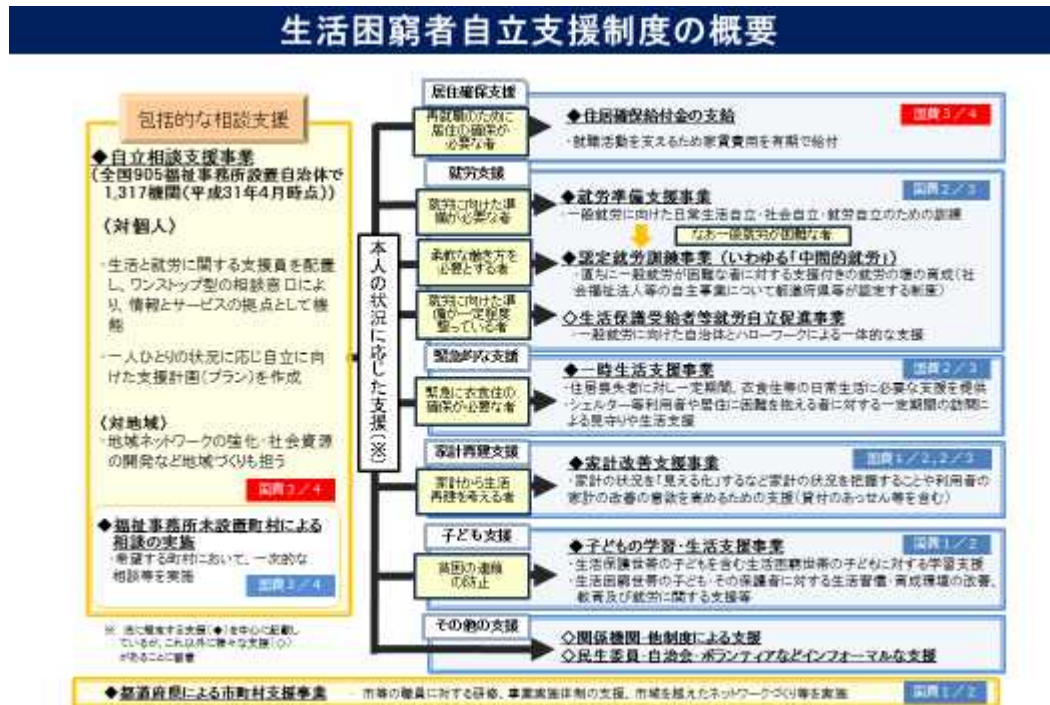 生活困窮者自立支援制度の概要
包括的な相談支援
◆自立相談支援事業
(全国905福祉事務所設置自治体で
1,317機関(平成31年4月時点))
(対個人)
・生活と就労に関する支援員を配置
し、ワンストップ型の相談窓口によ
り、情報とサービスの拠点として機
能
・一人ひとりの状況に応じ自立に向
けた支援計画(プラン)を作成
(対地域)
・地域ネットワークの強化・社会資源
の開発など地域づくりも担う
国費3/4
◆福祉事務所未設置町村による
相談の実施
・希望する町村において、一次的な
相談等を実施
国費3/4
※ 法に規定する支援(◆)を中心に記載し
ているが、これ以外に様々な支援(◇)
があることに留意
本人の状況に応じた支援(※)
居住確保支援
再就職のために
居住の確保が
必要な者
◆住居確保給付金の支給
国費3/4
・就職活動を支えるため家賃費用を有期で給付
就労支援
就労に向けた準
備が必要な者
◆就労準備支援事業
国費2/3
・一般就労に向けた日常生活自立・社会自立・就労自立のための訓練
なお一般就労が困難な者
柔軟な働き方を
必要とする者
◆認定就労訓練事業(いわゆる「中間的就労」)
・直ちに一般就労が困難な者に対する支援付きの就労の場の育成(社
会福祉法人等の自主事業について都道府県等が認定する制度)
就労に向けた準
備が一定程度
整っている者
◇生活保護受給者等就労自立促進事業
・一般就労に向けた自治体とハローワークによる一体的な支援
緊急的な支援
緊急に衣食住の
確保が必要な者
◆一時生活支援事業
国費2/3
・住居喪失者に対し一定期間、衣食住等の日常生活に必要な支援を提供
・シェルター等利用者や居住に困難を抱える者に対する一定期間の訪問に
よる見守りや生活支援
家計再建支援
家計から生活
再建を考える者
◆家計改善支援事業
国費1/2,2/3
・家計の状況を「見える化」するなど家計の状況を把握することや利用者の
家計の改善の意欲を高めるための支援(貸付のあっせん等を含む)
子ども支援
貧困の連鎖
の防止
◆子どもの学習・生活支援事業
国費1/2
・生活保護世帯の子どもを含む生活困窮世帯の子どもに対する学習支援
・生活困窮世帯の子ども・その保護者に対する生活習慣・育成環境の改善、
教育及び就労に関する支援等
その他の支援
◇関係機関・他制度による支援
◇民生委員・自治会・ボランティアなどインフォーマルな支援
◆都道府県による市町村支援事業
・市等の職員に対する研修、事業実施体制の支援、市域を越えたネットワークづくり等を実施
国費1/2